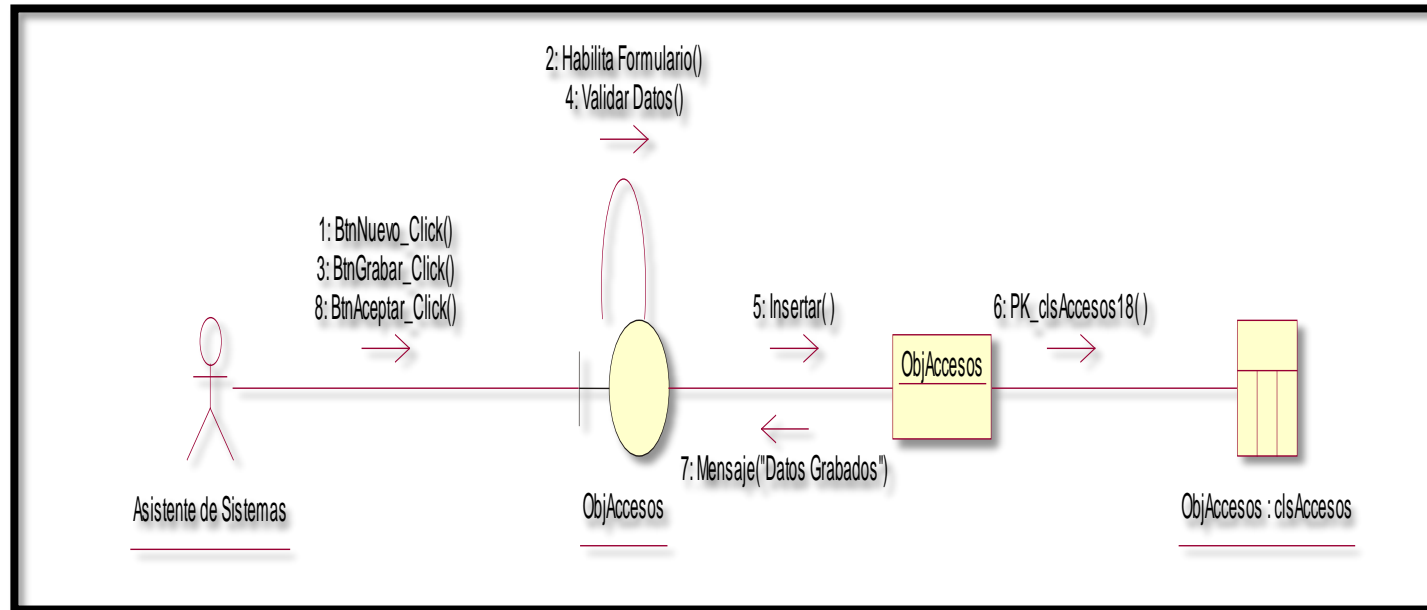 2: Habilita Formulario()
4: Validar Datos()
1: BtnNuevo_Click()
3: BtnGrabar_Click()
8: BtnAceptar_Click()
5: Insertar( )
6: PK_clsAccesos18( )
ObjAccesos
7: Mensaje("Datos Grabados")
Asistente de Sistemas
ObjAccesos
ObjAccesos : clsAccesos